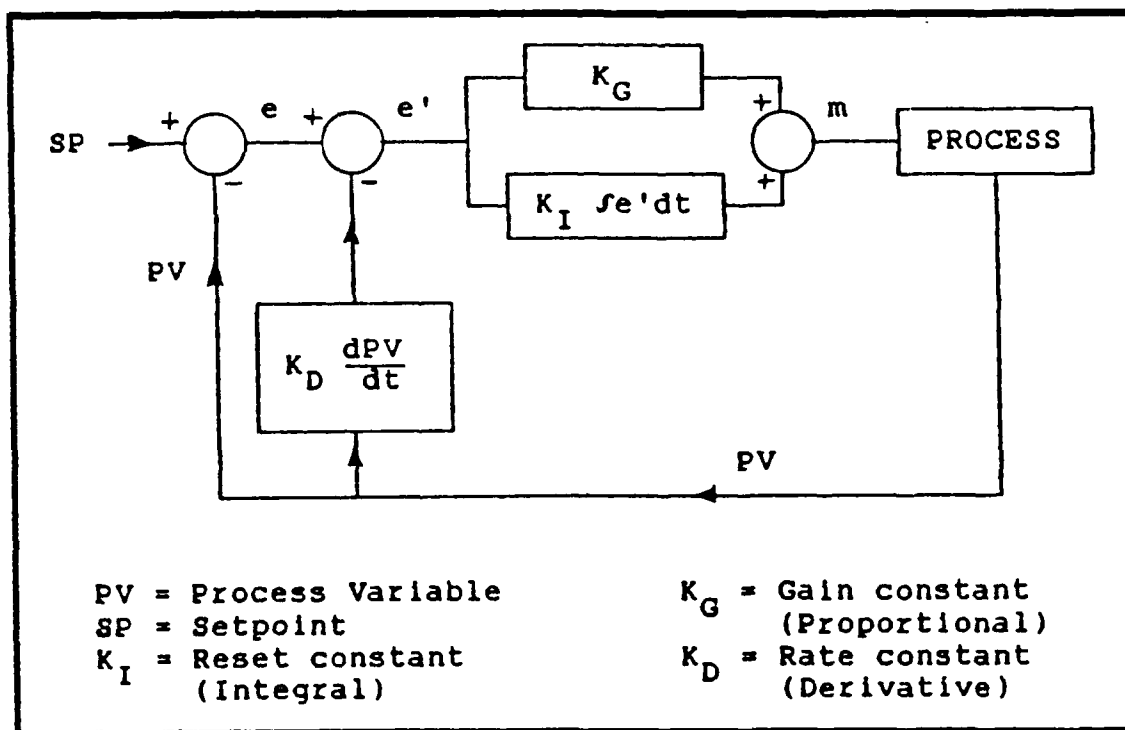 K_G
+ e + e' + m
SP PROCESS
- - +
K_I ∫e'dt
PV
K_D dPV/dt
PV
PV = Process Variable
SP = Setpoint
K_I = Reset constant
(Integral)
K_G = Gain constant
(Proportional)
K_D = Rate constant
(Derivative)